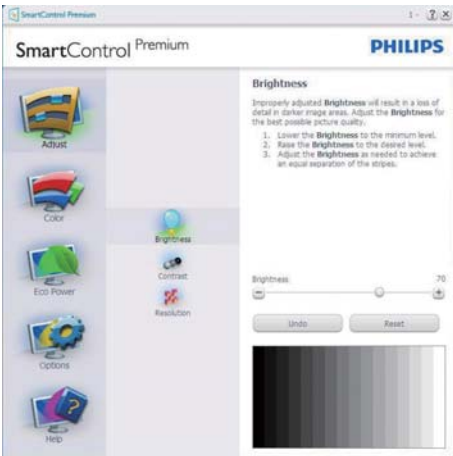 SmartControl Premium
SmartControl Premium
PHILIPS
Adjust
Color
Eco Power
Options
Help
Brightness
Contrast
Resolution
Brightness
Improperly adjusted Brightness will result in a loss of
detail in darker image areas. Adjust the Brightness for
the best possible picture quality.
1. Lower the Brightness to the minimum level.
2. Raise the Brightness to the desired level.
3. Adjust the Brightness as needed to achieve
an equal separation of the stripes.
Brightness 70
Undo Reset